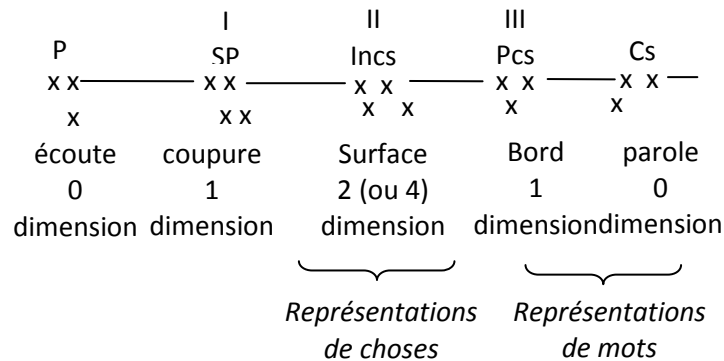 I II III
P SP Incs Pcs Cs
x x x x x x x x x x
x x x x x x x
écoute coupure Surface Bord parole
0 1 2 (ou 4) 1 0
dimension dimension dimension dimension dimension
Représentations Représentations
de choses de mots